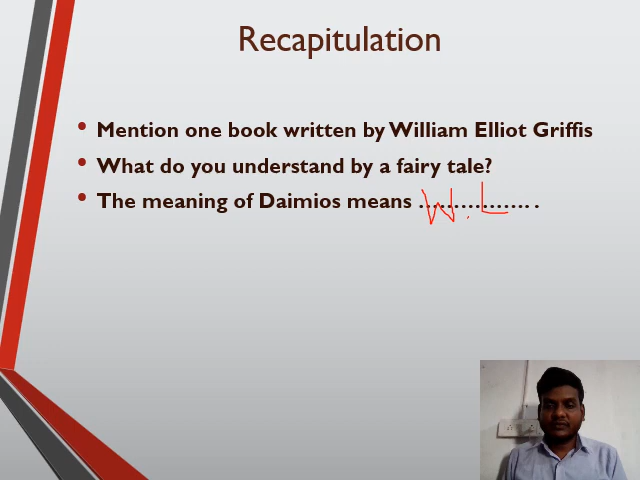 Recapitulation
Mention one book written by William Elliot Griffis
What do you understand by a fairy tale?
The meaning of Daimios means ................ .
W.L